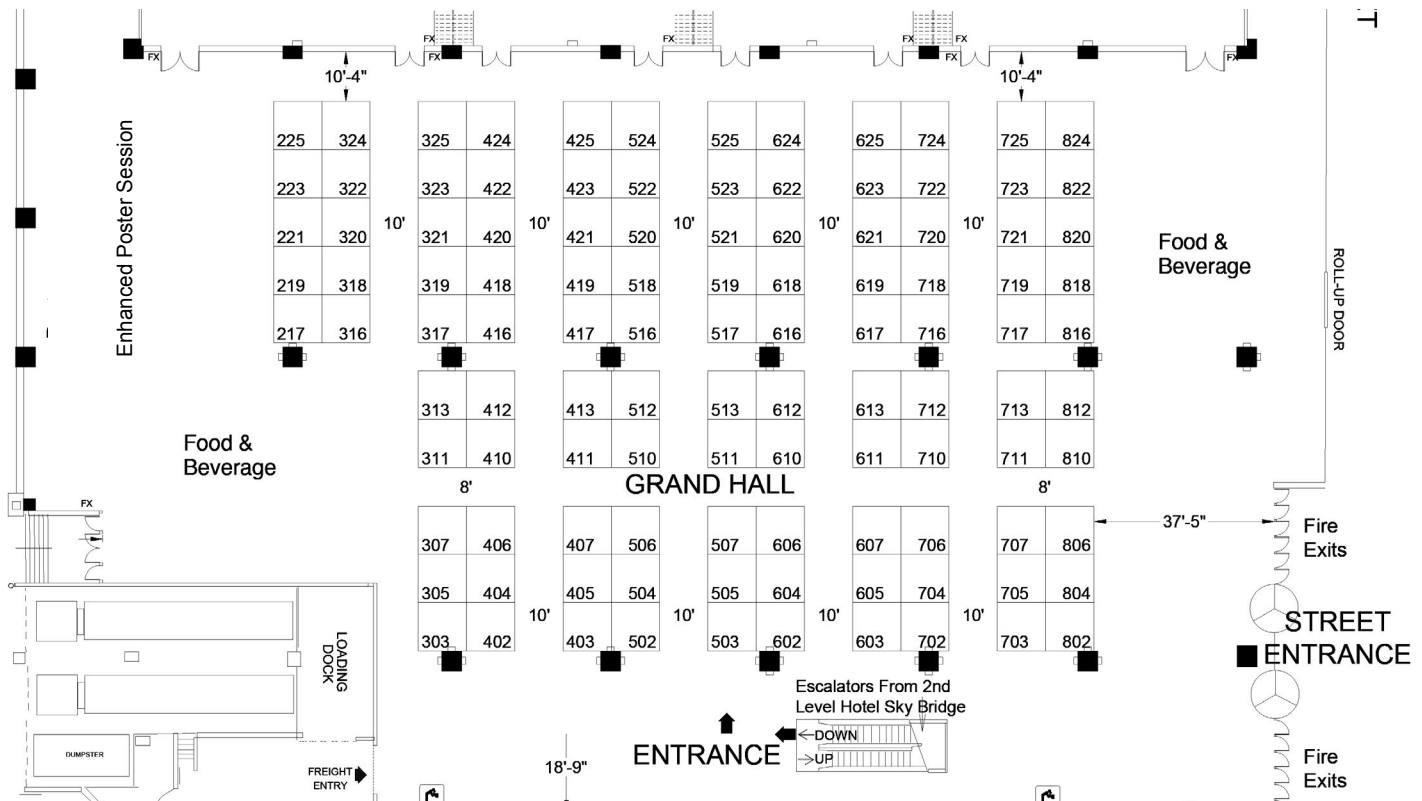 T
FX FX FX FX
FX FX FX FX
10'-4" 10'-4"
Enhanced Poster Session
225 324 325 424 425 524 525 624 625 724 725 824
223 322 323 422 423 522 523 622 623 722 723 822
10' 10' 10' 10' 10'
221 320 321 420 421 520 521 620 621 720 721 820
Food &
Beverage
219 318 319 418 419 518 519 618 619 718 719 818
ROLL-UP DOOR
217 316 317 416 417 516 517 616 617 716 717 816
313 412 413 512 513 612 613 712 713 812
Food &
Beverage
311 410 411 510 511 610 611 710 711 810
8' GRAND HALL 8'
FX
37'-5"
Fire
Exits
307 406 407 506 507 606 607 706 707 806
305 404 405 504 505 604 605 704 705 804
10' 10' 10' 10'
303 402 403 502 503 602 603 702 703 802
STREET
ENTRANCE
LOADING
DOCK
Escalators From 2nd
Level Hotel Sky Bridge
DOWN
UP
ENTRANCE
18'-9"
DUMPSTER
FREIGHT
ENTRY
Fire
Exits